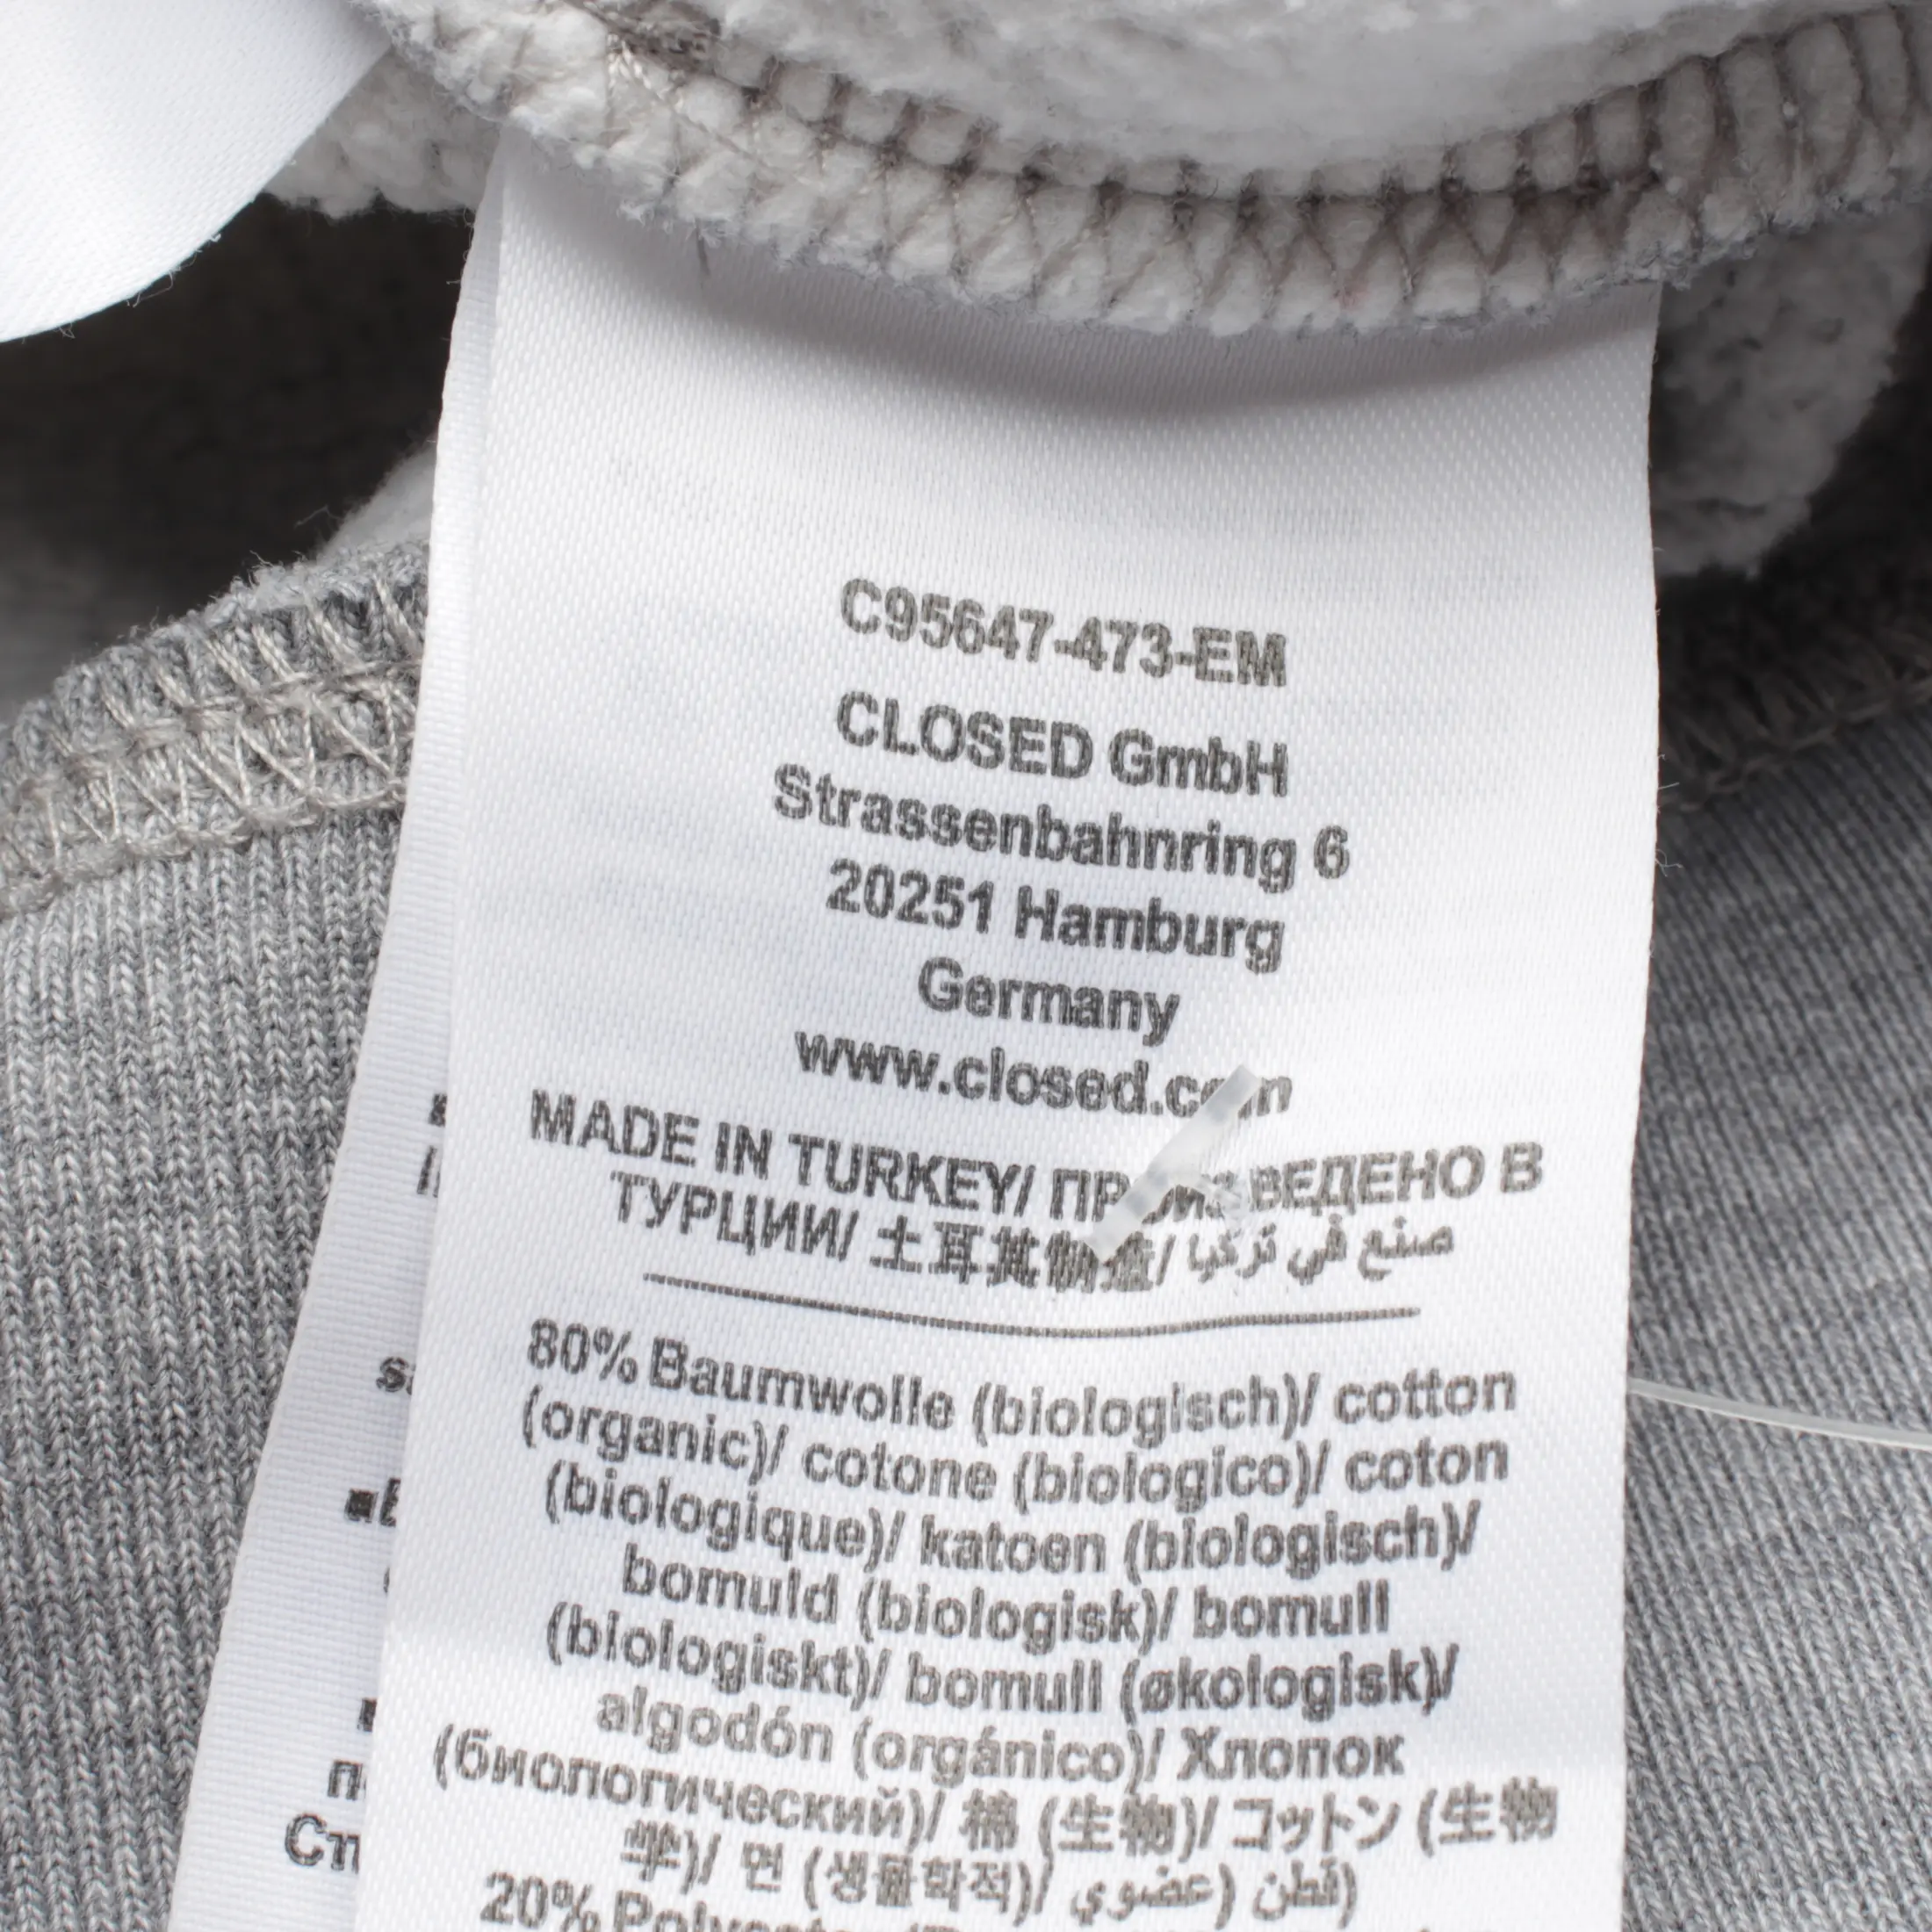 C95647-473-EM
CLOSED GmbH
Strassenbahnring 6
20251 Hamburg
Germany
www.closed.com
MADE IN TURKEY/ ПРОИЗВЕДЕНО В
ТУРЦИИ/ 土耳其制造/ صنع في تركيا
80% Baumwolle (biologisch)/ cotton
(organic)/ cotone (biologico)/ coton
(biologique)/ katoen (biologisch)/
bomuld (biologisk)/ bomull
(biologiskt)/ bomull (økologisk)/
algodón (orgánico)/ Хлопок
(биологический)/ 棉 (生物)/ コットン (生物
学)/ 면 (생물학적)/ قطن (عضوي)
20%